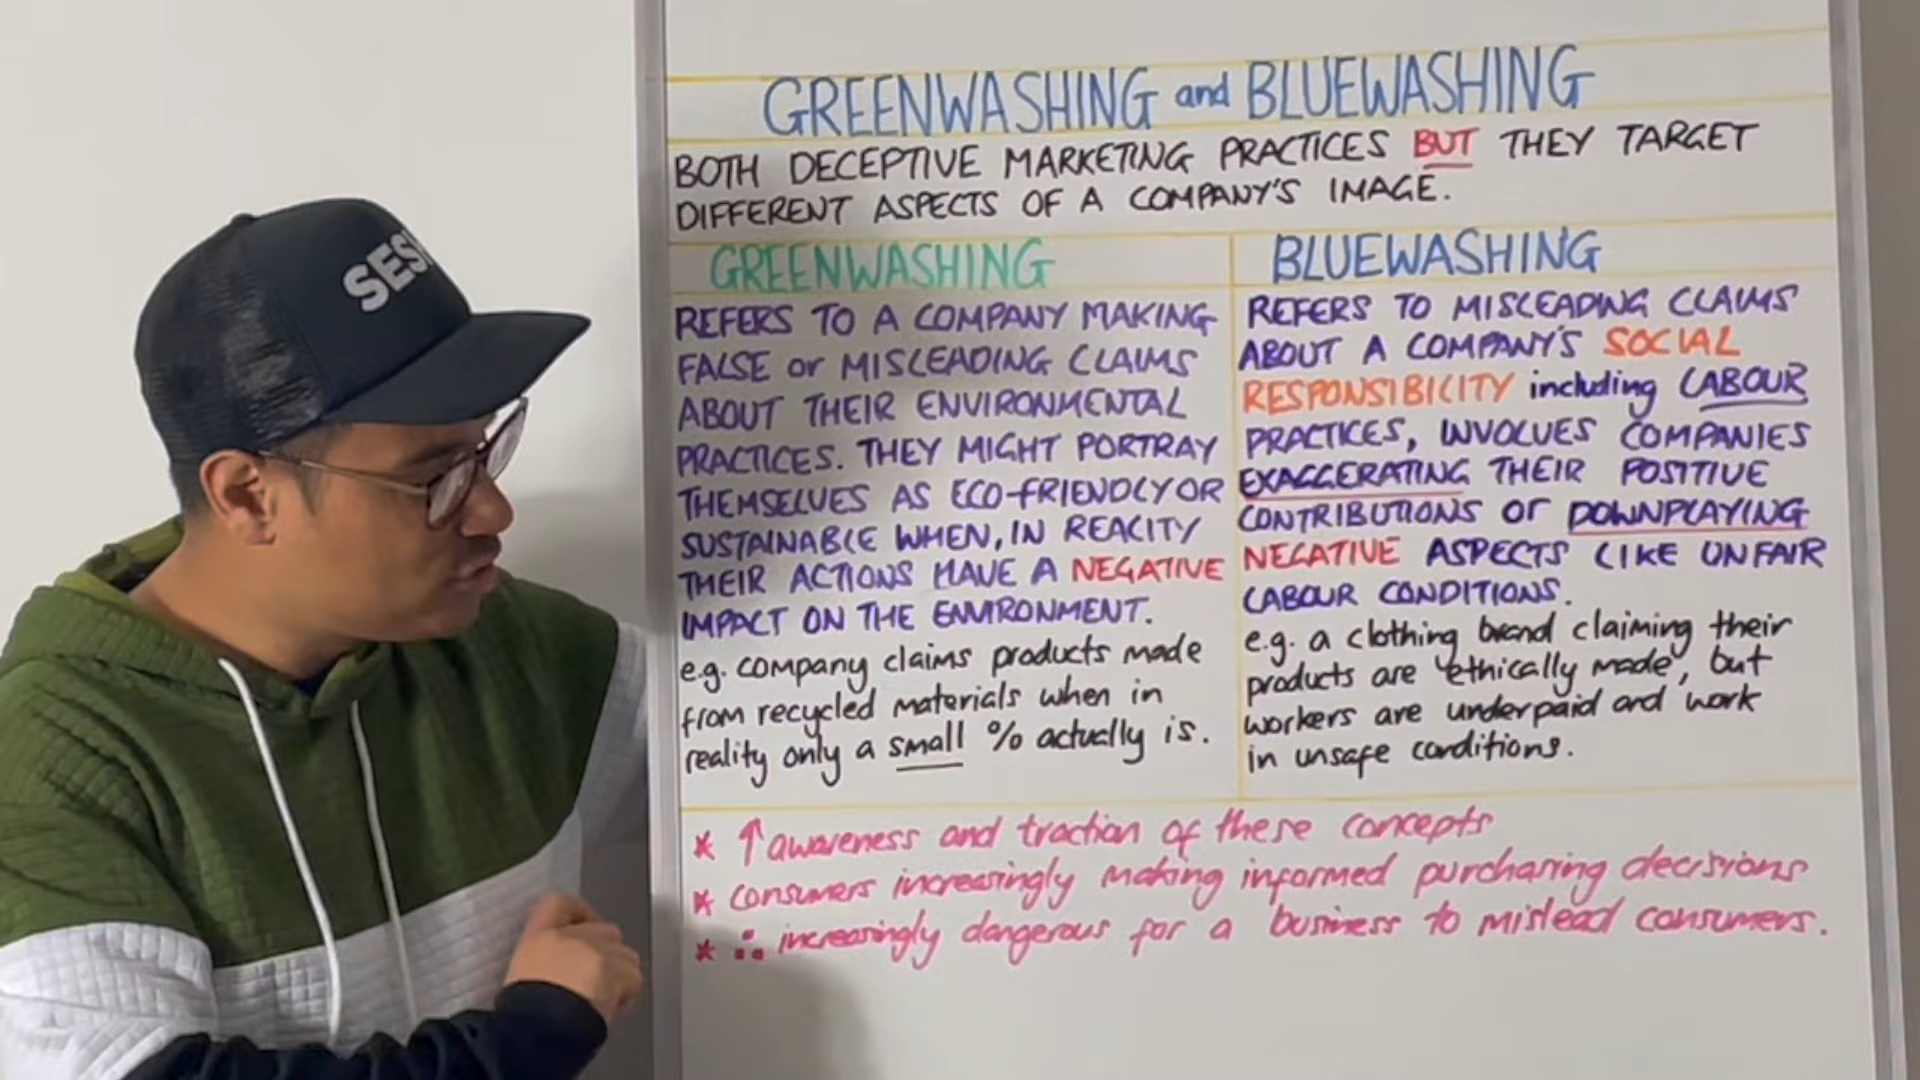 SES
GREENWASHING and BLUEWASHING
BOTH DECEPTIVE MARKETING PRACTICES BUT THEY TARGET
DIFFERENT ASPECTS OF A COMPANY'S IMAGE.
GREENWASHING
REFERS TO A COMPANY MAKING
FALSE or MISLEADING CLAIMS
ABOUT THEIR ENVIRONMENTAL
PRACTICES. THEY MIGHT PORTRAY
THEMSELVES AS ECO-FRIENDLY OR
SUSTAINABLE WHEN, IN REALITY
THEIR ACTIONS HAVE A NEGATIVE
IMPACT ON THE ENVIRONMENT.
e.g. company claims products made
from recycled materials when in
reality only a small % actually is.
BLUEWASHING
REFERS TO MISLEADING CLAIMS
ABOUT A COMPANY'S SOCIAL
RESPONSIBILITY including LABOUR
PRACTICES, INVOLVES COMPANIES
EXAGGERATING THEIR POSITIVE
CONTRIBUTIONS or DOWNPLAYING
NEGATIVE ASPECTS LIKE UNFAIR
LABOUR CONDITIONS.
e.g. a clothing brand claiming their
products are 'ethically made', but
workers are underpaid and work
in unsafe conditions.
* ↑ awareness and traction of these concepts
* consumers increasingly making informed purchasing decisions
* ∴ increasingly dangerous for a business to mislead consumers.